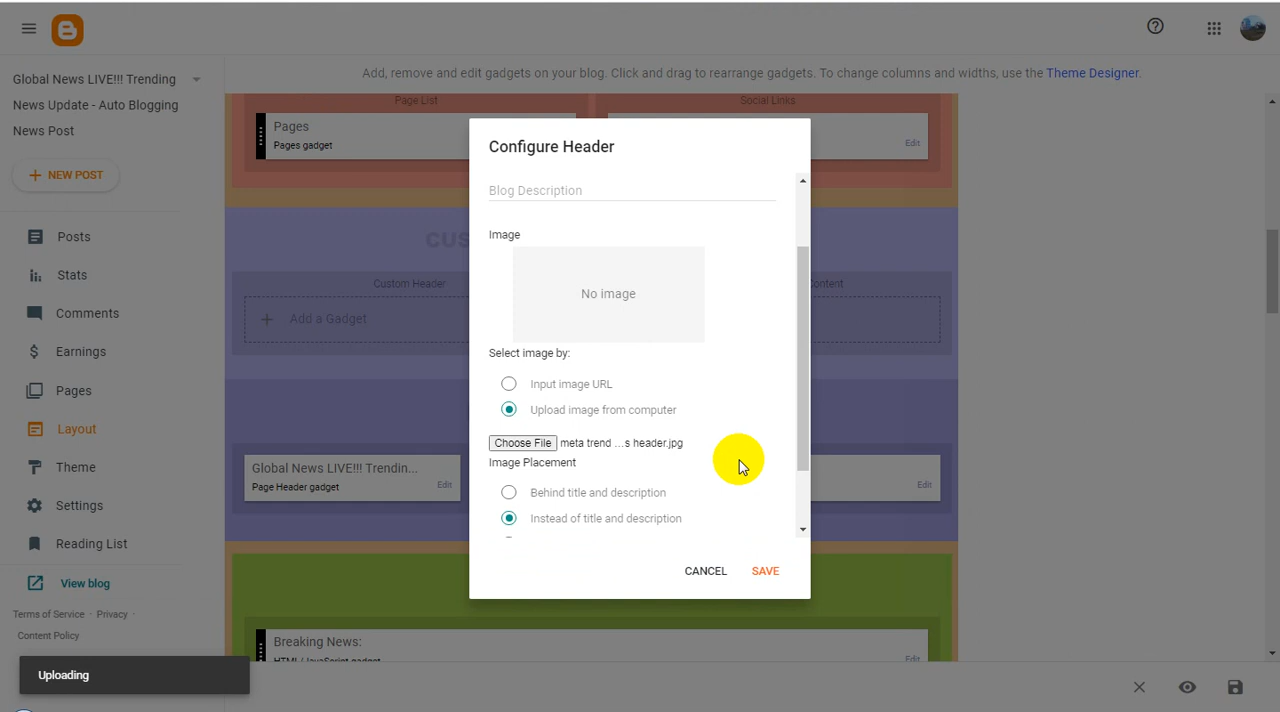 Global News LIVE!!! Trending
News Update - Auto Blogging
News Post
+ NEW POST
Posts
Stats
Comments
Earnings
Pages
Layout
Theme
Settings
Reading List
View blog
Terms of Service · Privacy ·
Content Policy
Uploading
Add, remove and edit gadgets on your blog. Click and drag to rearrange gadgets. To change columns and widths, use the Theme Designer.
Page List
Social Links
Pages
Pages gadget
Edit
Custom Header
+ Add a Gadget
Global News LIVE!!! Trendin...
Page Header gadget
Edit
Edit
Breaking News:
HTML/JavaScript gadget
Edit
Configure Header
Blog Description
Image
No image
Select image by:
Input image URL
Upload image from computer
Choose File meta trend ...s header.jpg
Image Placement
Behind title and description
Instead of title and description
CANCEL SAVE